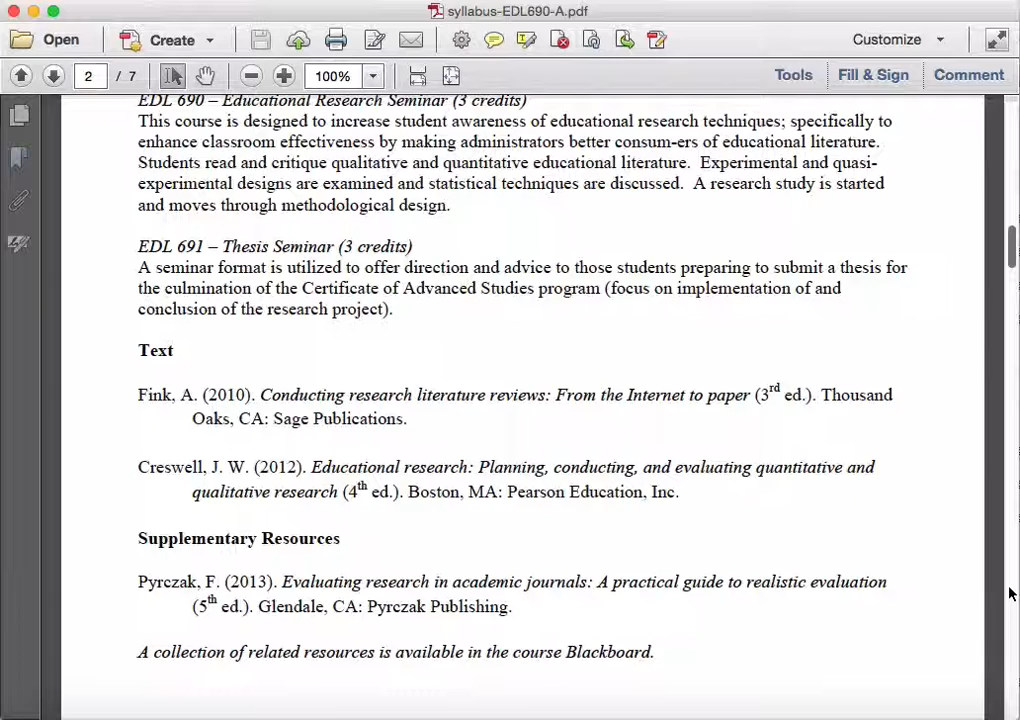 syllabus-EDL690-A.pdf
Open Create Customize
2 / 7 100% Tools Fill & Sign Comment
EDL 690 – Educational Research Seminar (3 credits)
This course is designed to increase student awareness of educational research techniques; specifically to
enhance classroom effectiveness by making administrators better consum-ers of educational literature.
Students read and critique qualitative and quantitative educational literature.  Experimental and quasi-
experimental designs are examined and statistical techniques are discussed.  A research study is started
and moves through methodological design.
EDL 691 – Thesis Seminar (3 credits)
A seminar format is utilized to offer direction and advice to those students preparing to submit a thesis for
the culmination of the Certificate of Advanced Studies program (focus on implementation of and
conclusion of the research project).
Text
Fink, A. (2010). Conducting research literature reviews: From the Internet to paper (3rd ed.). Thousand
Oaks, CA: Sage Publications.
Creswell, J. W. (2012). Educational research: Planning, conducting, and evaluating quantitative and
qualitative research (4th ed.). Boston, MA: Pearson Education, Inc.
Supplementary Resources
Pyrczak, F. (2013). Evaluating research in academic journals: A practical guide to realistic evaluation
(5th ed.). Glendale, CA: Pyrczak Publishing.
A collection of related resources is available in the course Blackboard.